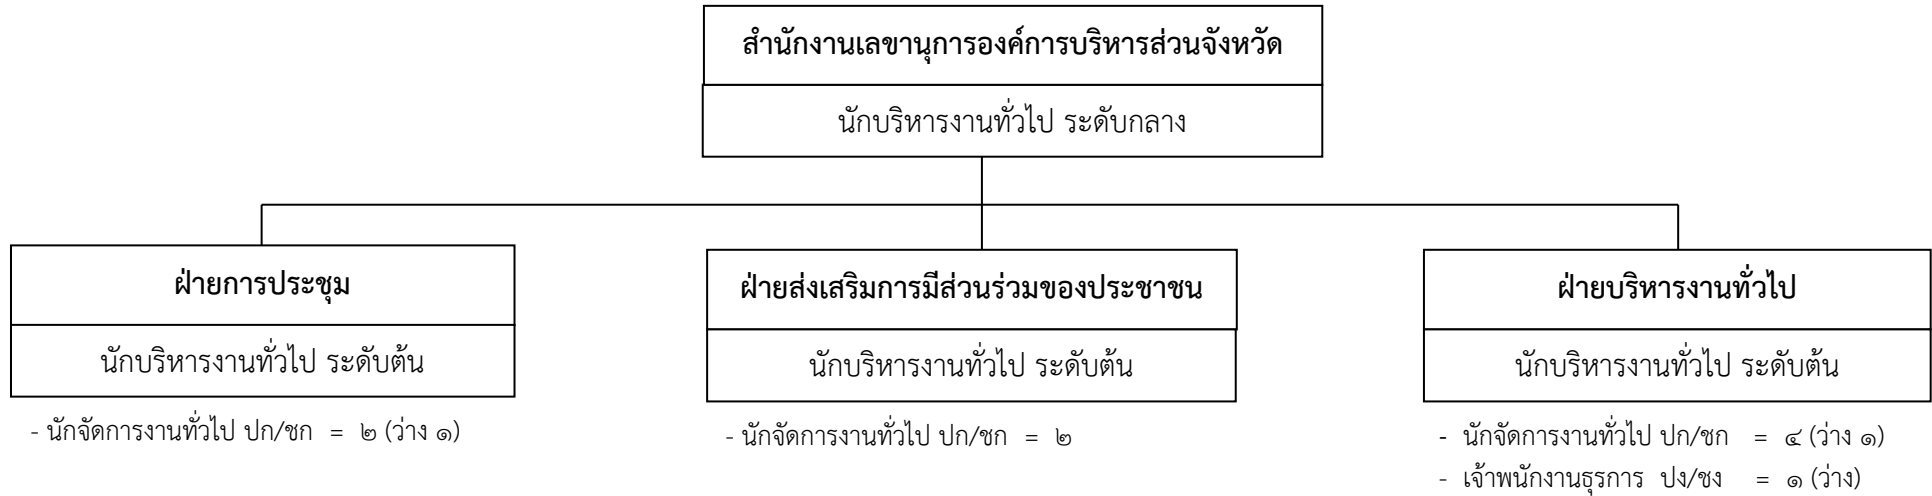 สำนักงานเลขานุการองค์การบริหารส่วนจังหวัด
นักบริหารงานทั่วไป ระดับกลาง
ฝ่ายการประชุม
นักบริหารงานทั่วไป ระดับต้น
- นักจัดการงานทั่วไป ปก/ชก = ๒ (ว่าง ๑)
ฝ่ายส่งเสริมการมีส่วนร่วมของประชาชน
นักบริหารงานทั่วไป ระดับต้น
- นักจัดการงานทั่วไป ปก/ชก = ๒
ฝ่ายบริหารงานทั่วไป
นักบริหารงานทั่วไป ระดับต้น
- นักจัดการงานทั่วไป ปก/ชก = ๔ (ว่าง ๑)
- เจ้าพนักงานธุรการ ปง/ชง = ๑ (ว่าง)